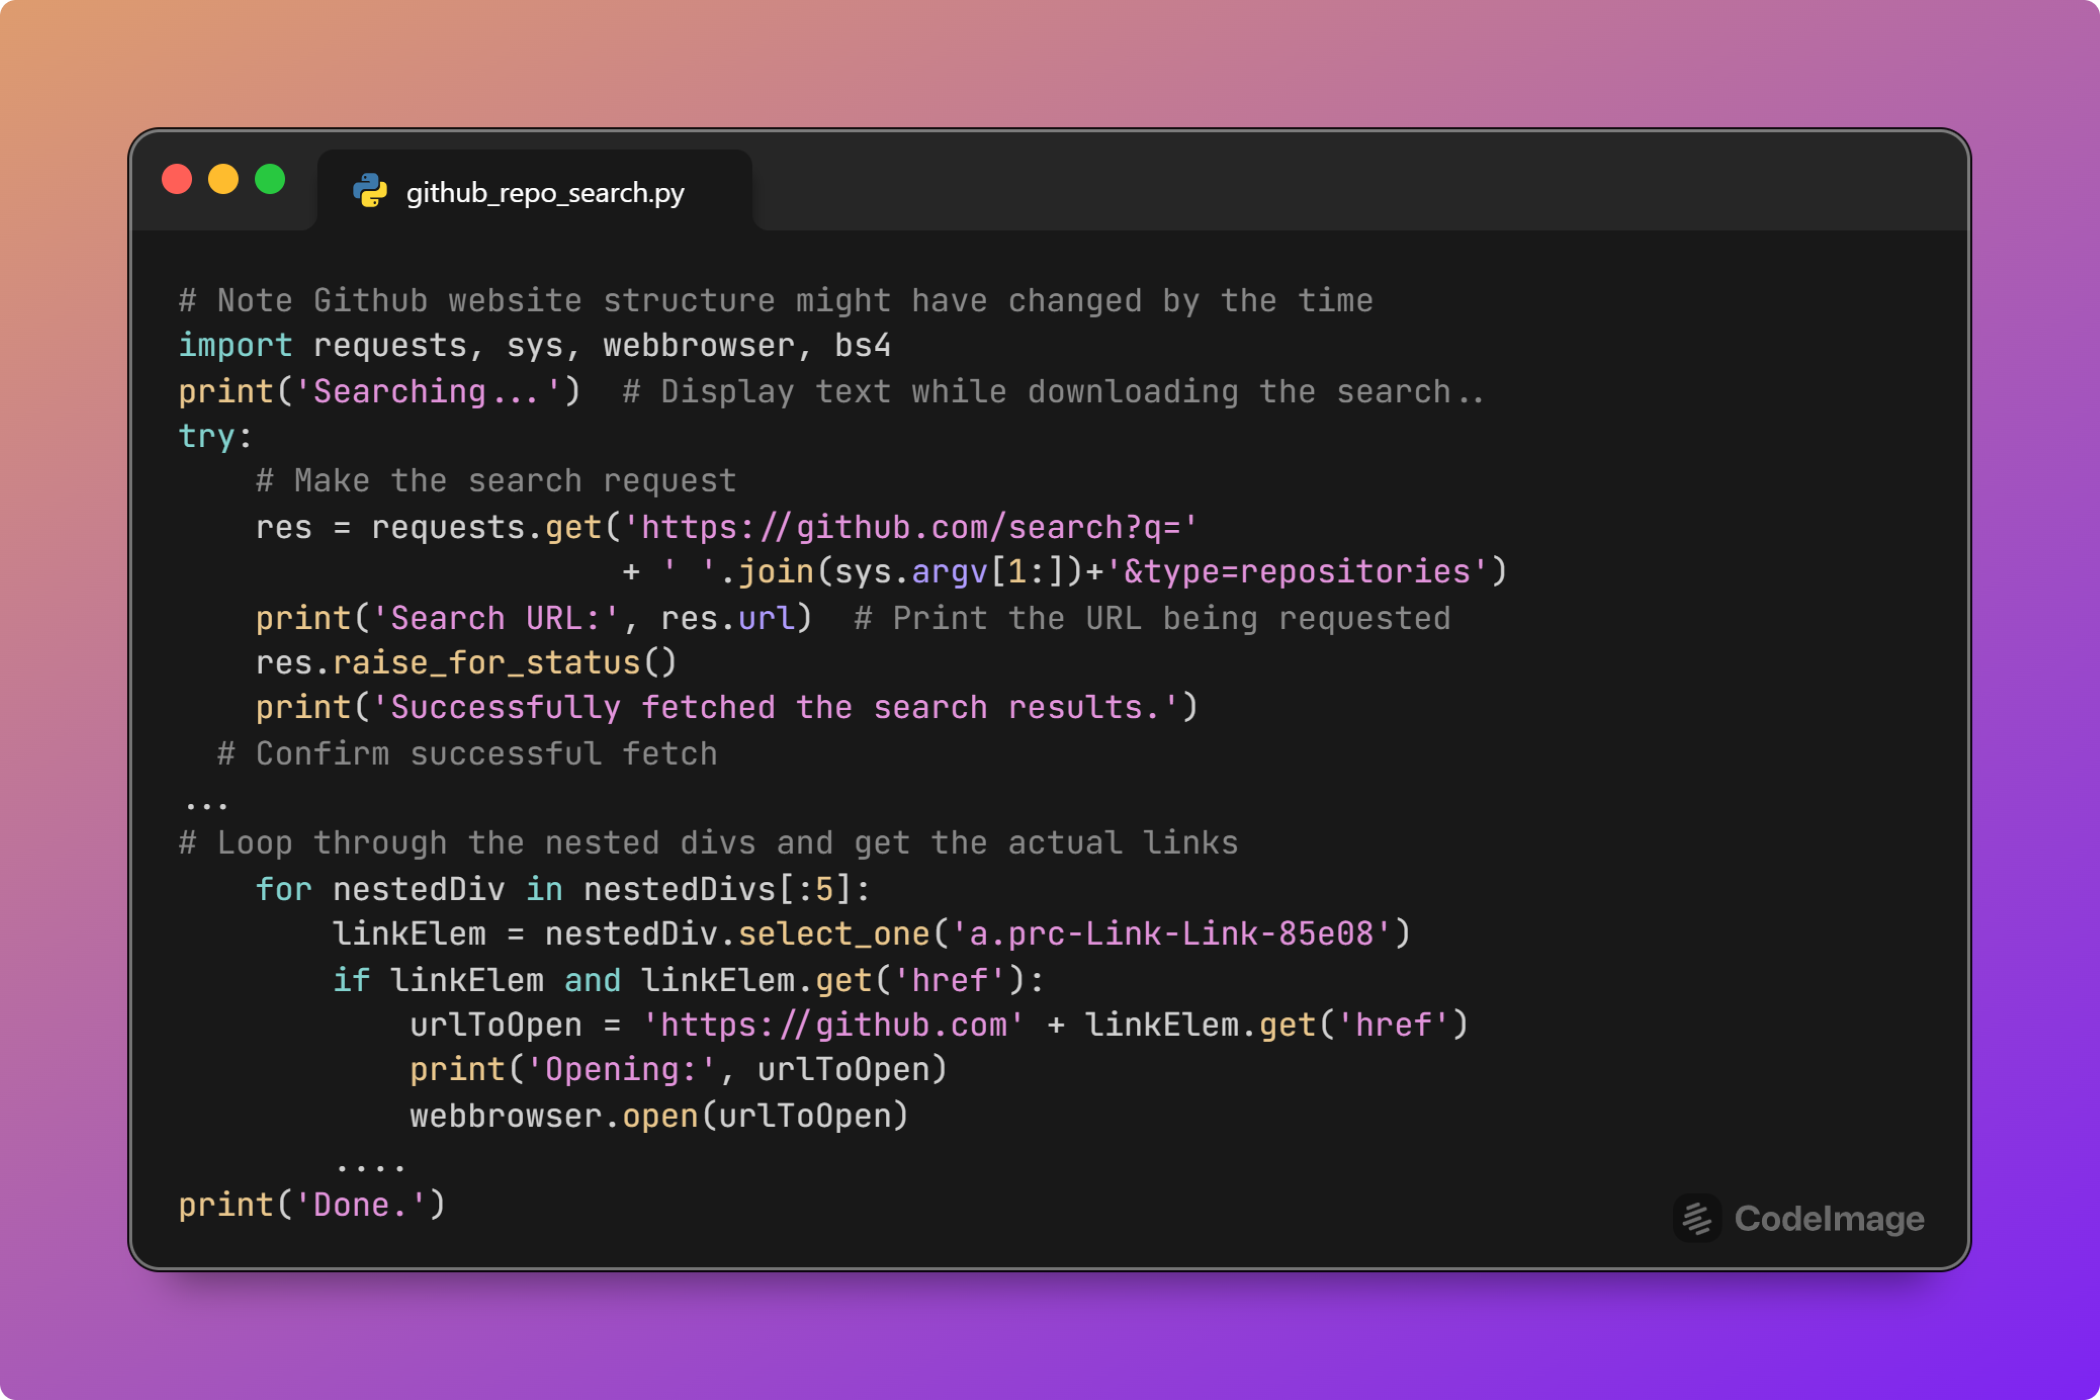 github_repo_search.py
# Note Github website structure might have changed by the time
import requests, sys, webbrowser, bs4
print('Searching...')  # Display text while downloading the search..
try:
    # Make the search request
    res = requests.get('https://github.com/search?q='
                       + ' '.join(sys.argv[1:])+'&type=repositories')
    print('Search URL:', res.url)  # Print the URL being requested
    res.raise_for_status()
    print('Successfully fetched the search results.')
  # Confirm successful fetch
...
# Loop through the nested divs and get the actual links
    for nestedDiv in nestedDivs[:5]:
        linkElem = nestedDiv.select_one('a.prc-Link-Link-85e08')
        if linkElem and linkElem.get('href'):
            urlToOpen = 'https://github.com' + linkElem.get('href')
            print('Opening:', urlToOpen)
            webbrowser.open(urlToOpen)
        ....
print('Done.')
CodeImage